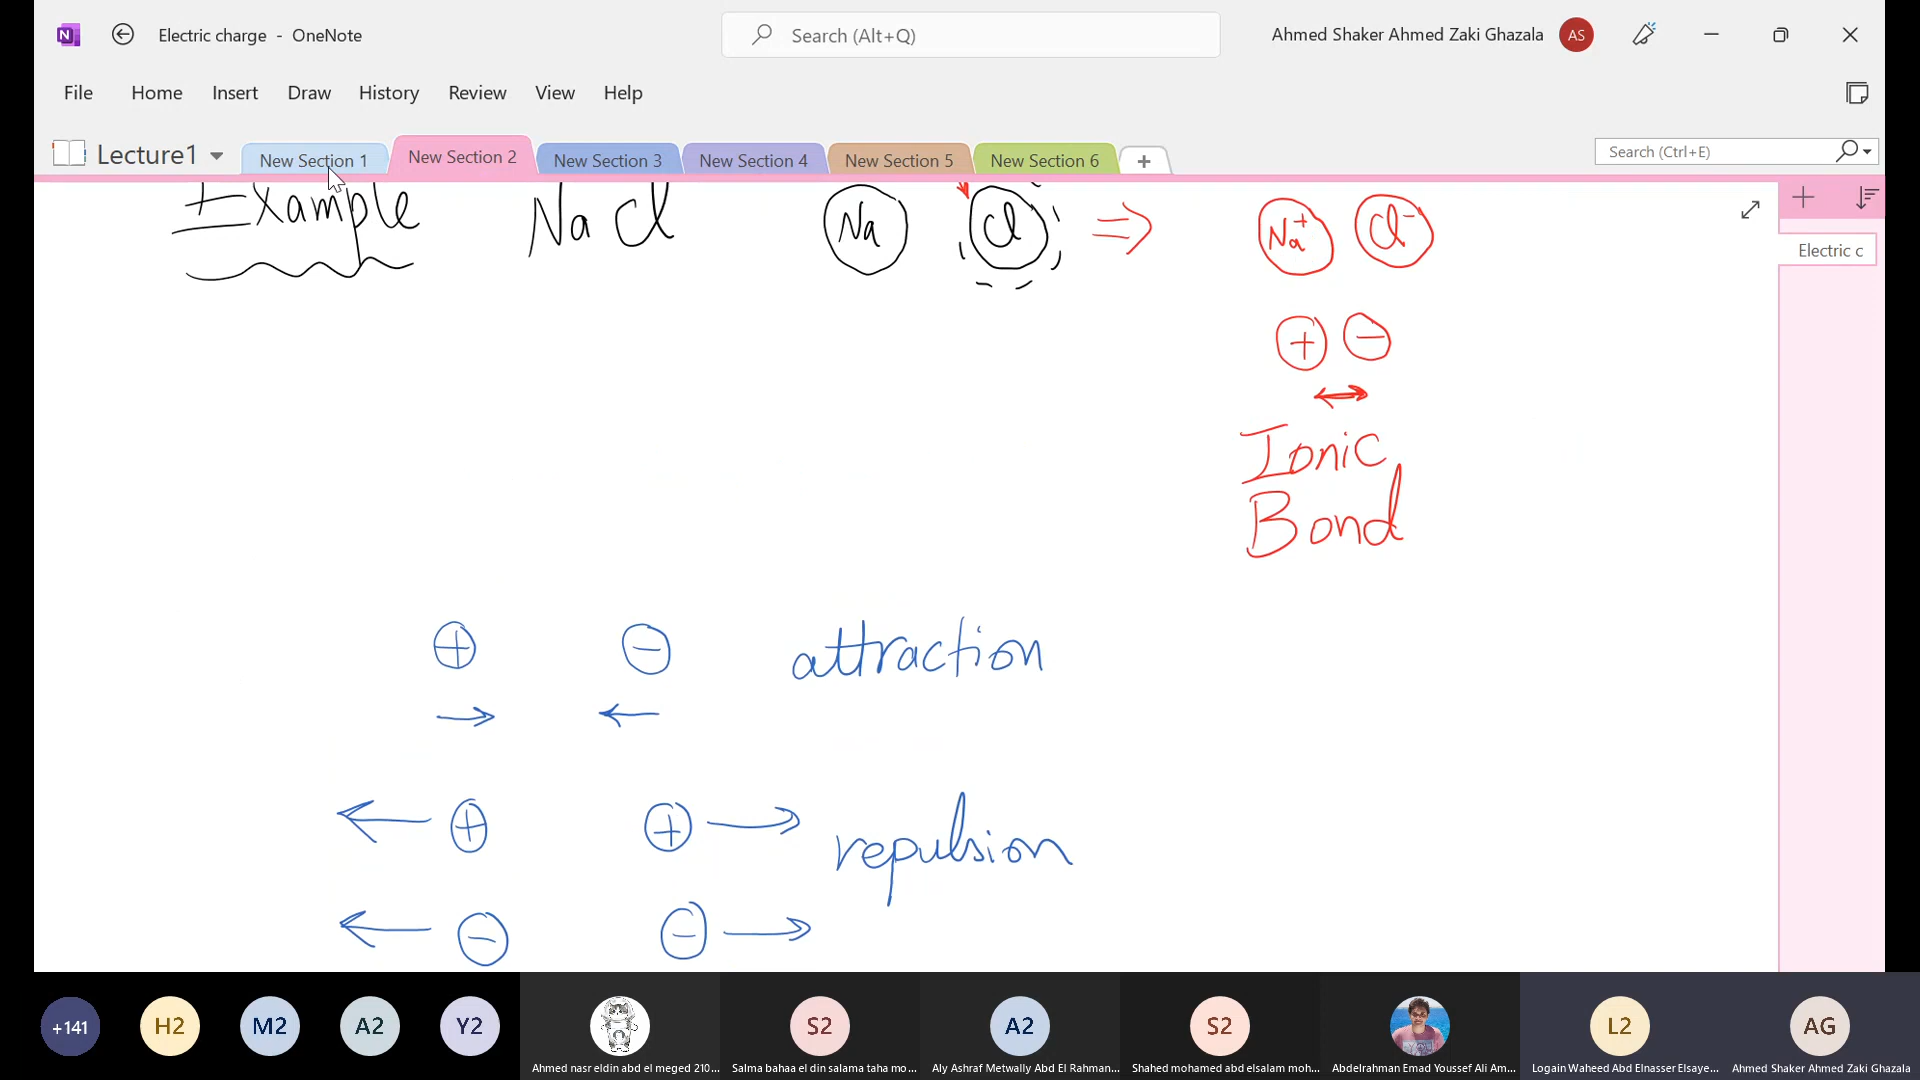 Electric charge - OneNote
Search (Alt+Q)
Ahmed Shaker Ahmed Zaki Ghazala AS
File Home Insert Draw History Review View Help
Lecture1 New Section 1 New Section 2 New Section 3 New Section 4 New Section 5 New Section 6 +
Search (Ctrl+E)
Electric c
Example NaCl Na Cl ⇒ Na⁺ Cl⁻
+ −
↔
Ionic
Bond
+ − attraction
→ ←
← + + → repulsion
← − − →
+141 H2 M2 A2 Y2 S2 A2 S2 L2 AG
Ahmed nasr eldin abd el meged 210...
Salma bahaa el din salama taha mo...
Aly Ashraf Metwally Abd El Rahman...
Shahed mohamed abd elsalam moh...
Abdelrahman Emad Youssef Ali Am...
Logain Waheed Abd Elnasser Elsaye...
Ahmed Shaker Ahmed Zaki Ghazala